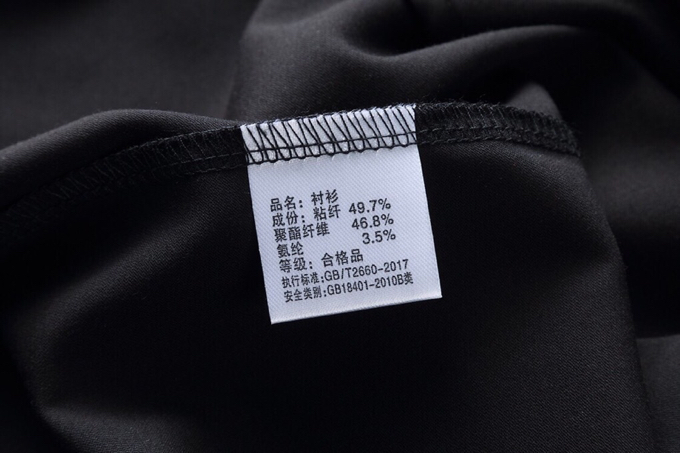 品名: 衬衫
成份: 粘纤 49.7%
聚酯纤维 46.8%
氨纶 3.5%
等级: 合格品
执行标准:GB/T2660-2017
安全类别:GB18401-2010B类